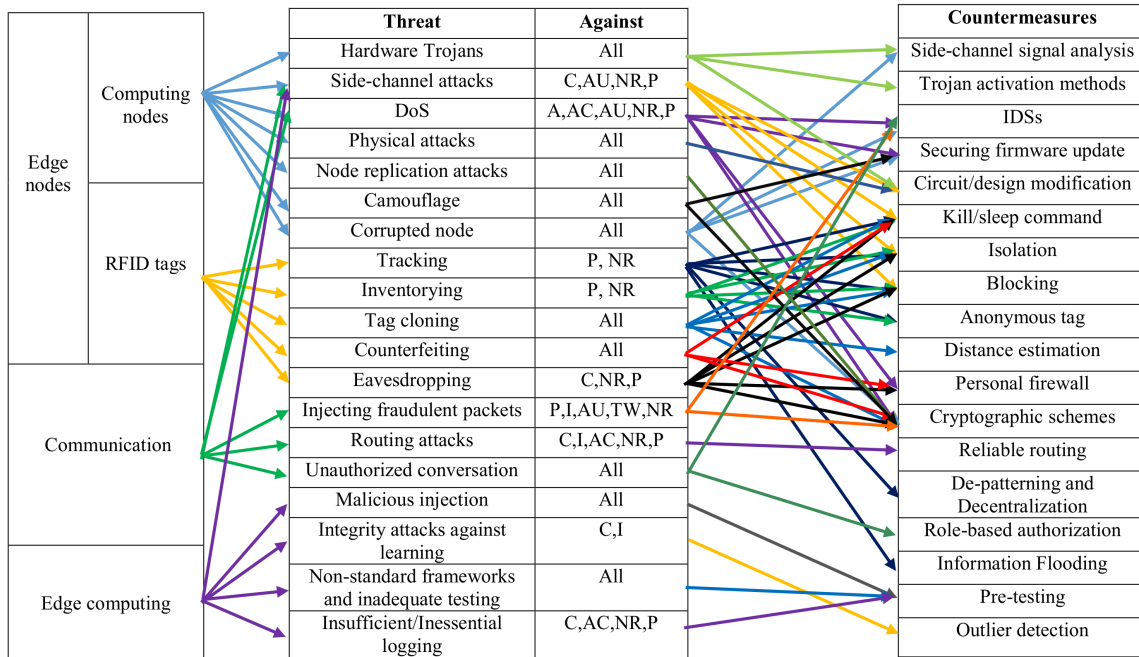 Edge
nodes
Computing
nodes
RFID tags
Communication
Edge computing
Threat Against
Hardware Trojans All
Side-channel attacks C,AU,NR,P
DoS A,AC,AU,NR,P
Physical attacks All
Node replication attacks All
Camouflage All
Corrupted node All
Tracking P, NR
Inventorying P, NR
Tag cloning All
Counterfeiting All
Eavesdropping C,NR,P
Injecting fraudulent packets P,I,AU,TW,NR
Routing attacks C,I,AC,NR,P
Unauthorized conversation All
Malicious injection All
Integrity attacks against C,I
learning
Non-standard frameworks All
and inadequate testing
Insufficient/Inessential C,AC,NR,P
logging
Countermeasures
Side-channel signal analysis
Trojan activation methods
IDSs
Securing firmware update
Circuit/design modification
Kill/sleep command
Isolation
Blocking
Anonymous tag
Distance estimation
Personal firewall
Cryptographic schemes
Reliable routing
De-patterning and
Decentralization
Role-based authorization
Information Flooding
Pre-testing
Outlier detection